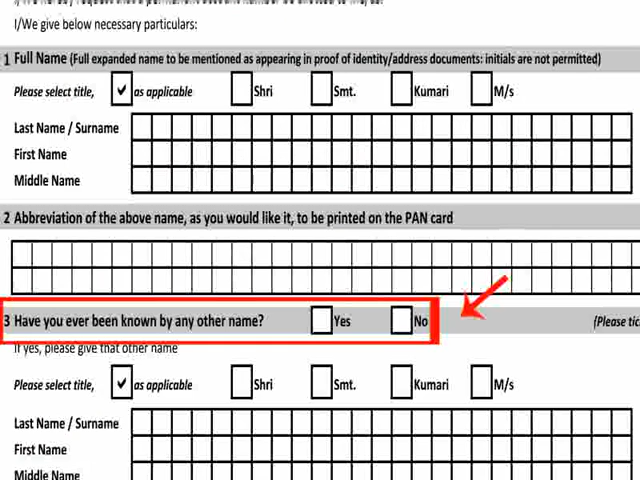 I/We give below necessary particulars:
1 Full Name (Full expanded name to be mentioned as appearing in proof of identity/address documents: initials are not permitted)
Please select title, ✓ as applicable Shri Smt. Kumari M/s
Last Name / Surname
First Name
Middle Name
2 Abbreviation of the above name, as you would like it, to be printed on the PAN card
3 Have you ever been known by any other name? Yes No (Please
If yes, please give that other name
Please select title, ✓ as applicable Shri Smt. Kumari M/s
Last Name / Surname
First Name
Middle Name